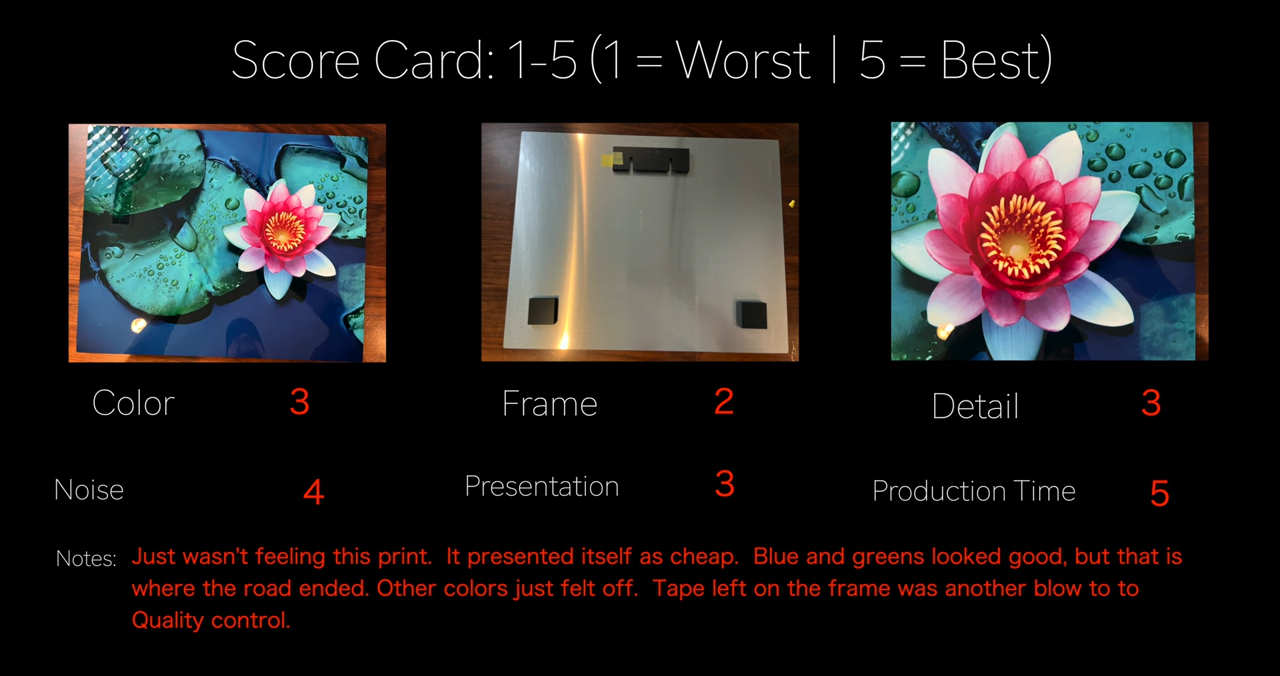 Score Card: 1-5 (1 = Worst | 5 = Best)
Color 3
Frame 2
Detail 3
Noise 4
Presentation 3
Production Time 5
Notes: Just wasn't feeling this print. It presented itself as cheap. Blue and greens looked good, but that is
where the road ended. Other colors just felt off. Tape left on the frame was another blow to to
Quality control.